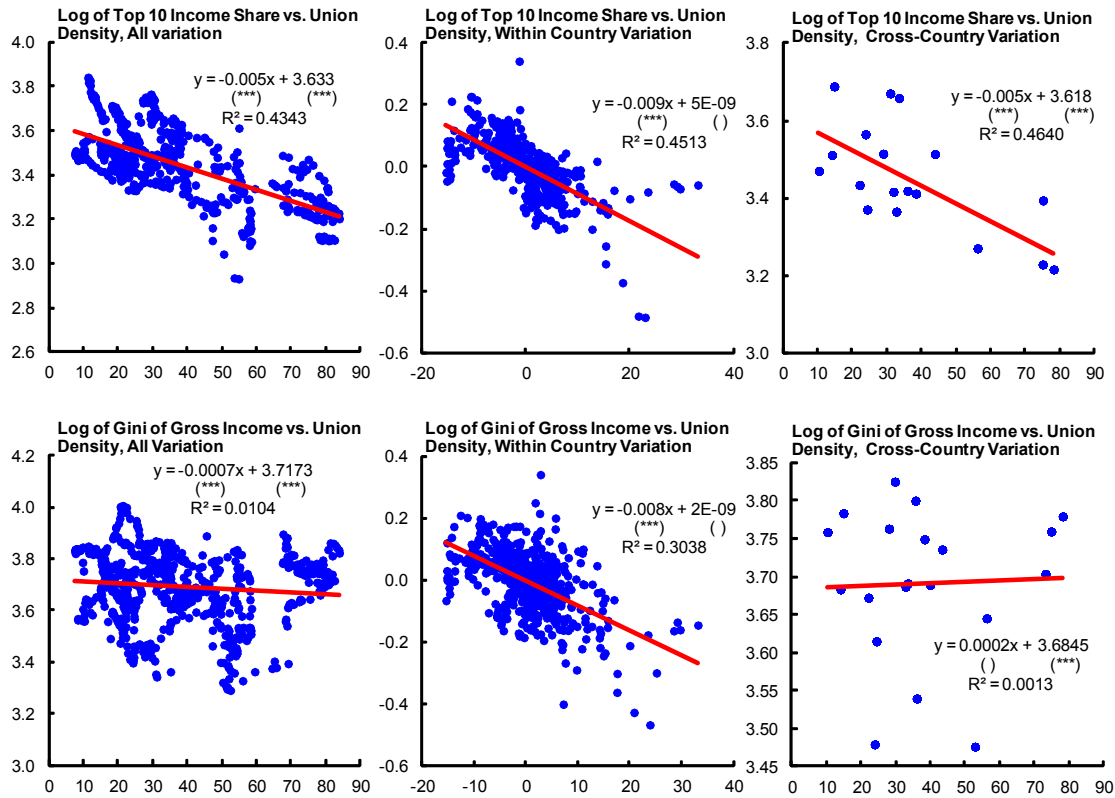 Log of Top 10 Income Share vs. Union
Density, All variation
4.0
3.8
3.6
3.4
3.2
3.0
2.8
2.6
0 10 20 30 40 50 60 70 80 90
y = -0.005x + 3.633
(***) (***)
R² = 0.4343
Log of Top 10 Income Share vs. Union
Density, Within Country Variation
0.4
0.2
0.0
-0.2
-0.4
-0.6
-20 0 20 40
y = -0.009x + 5E-09
(***) ( )
R² = 0.4513
Log of Top 10 Income Share vs. Union
Density, Cross-Country Variation
3.8
3.6
3.4
3.2
3.0
0 10 20 30 40 50 60 70 80 90
y = -0.005x + 3.618
(***) (***)
R² = 0.4640
Log of Gini of Gross Income vs. Union
Density, All Variation
4.2
4.0
3.8
3.6
3.4
3.2
3.0
0 10 20 30 40 50 60 70 80 90
y = -0.0007x + 3.7173
(***) (***)
R² = 0.0104
Log of Gini of Gross Income vs. Union
Density, Within Country Variation
0.4
0.2
0.0
-0.2
-0.4
-0.6
-20 -10 0 10 20 30 40
y = -0.008x + 2E-09
(***) ( )
R² = 0.3038
Log of Gini of Gross Income vs. Union
Density, Cross-Country Variation
3.85
3.80
3.75
3.70
3.65
3.60
3.55
3.50
3.45
0 10 20 30 40 50 60 70 80 90
y = 0.0002x + 3.6845
( ) (***)
R² = 0.0013